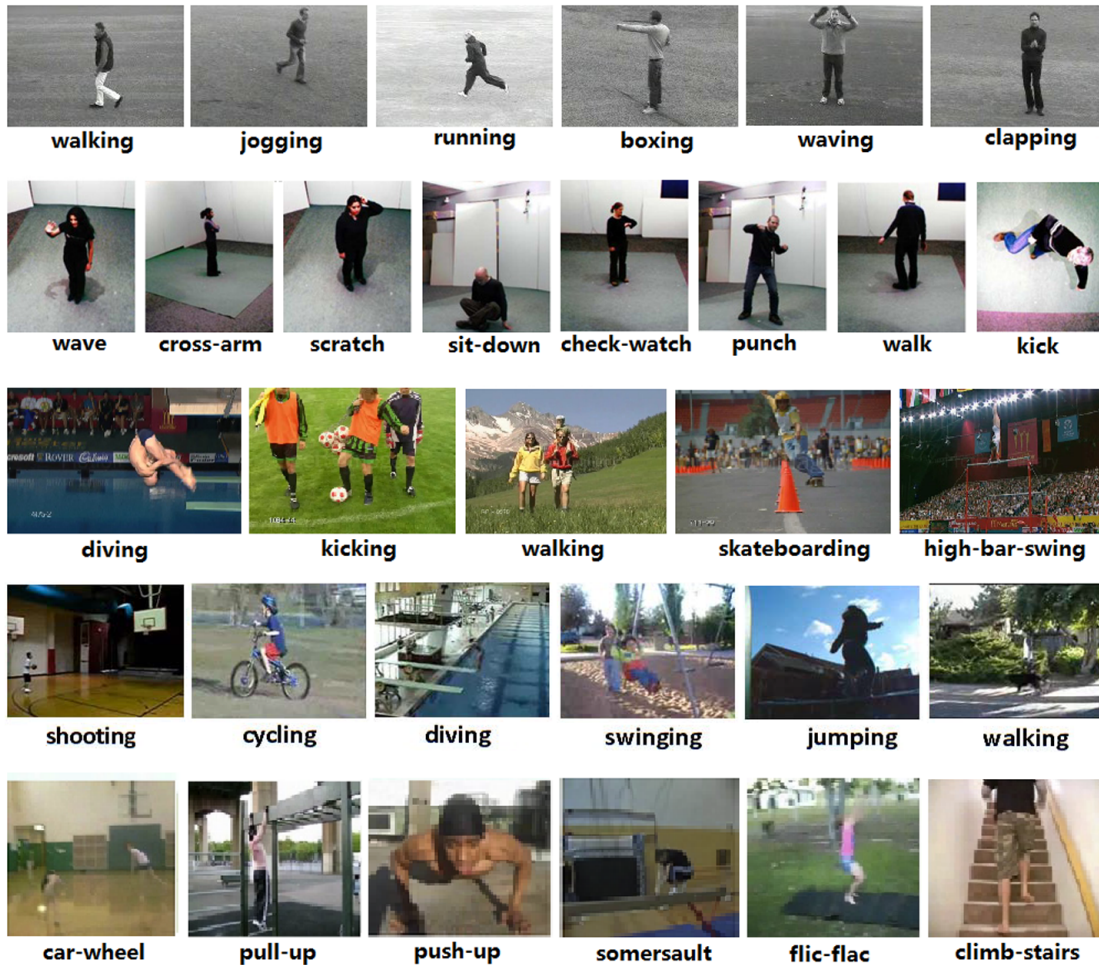 walking jogging running boxing waving clapping
wave cross-arm scratch sit-down check-watch punch walk kick
ROVER
diving kicking walking skateboarding high-bar-swing
shooting cycling diving swinging jumping walking
car-wheel pull-up push-up somersault flic-flac climb-stairs